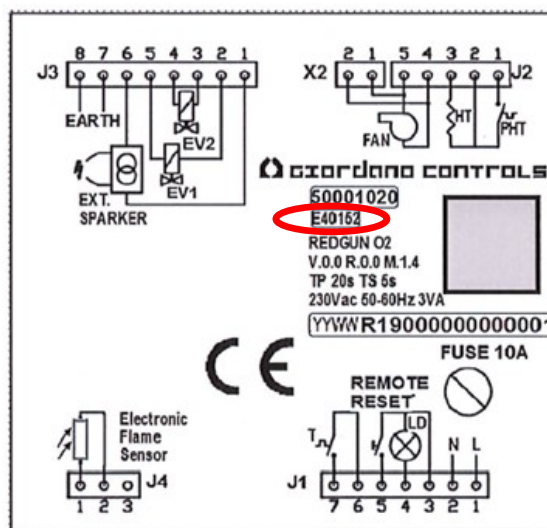 8 7 6 5 4 3 2 1
J3
EARTH
EV2
EV1
EXT.
SPARKER
2 1
X2
5 4 3 2 1
J2
FAN
HT
PHT
GIORDANO CONTROLS
50001020
E40152
REDGUN O2
V.0.0 R.0.0 M.1.4
TP 20s TS 5s
230Vac 50-60Hz 3VA
YYWW R19000000000001
FUSE 10A
CE
REMOTE
RESET
LD
T
N L
J1
7 6 5 4 3 2 1
Electronic
Flame
Sensor
J4
1 2 3